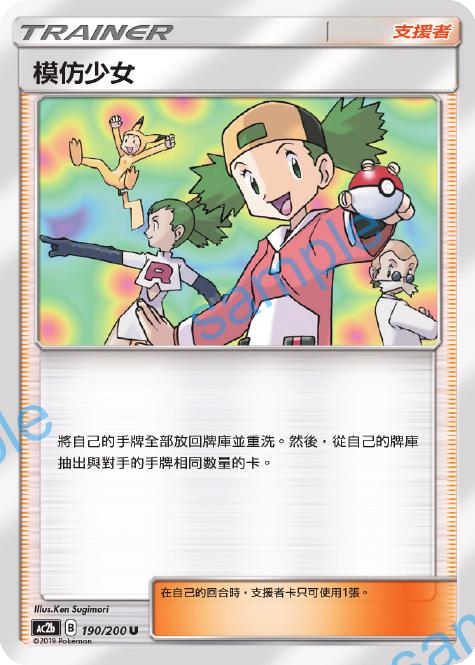 TRAINER
支援者
模仿少女
R
sample
將自己的手牌全部放回牌庫並重洗。然後,從自己的牌庫
抽出與對手的手牌相同數量的卡。
在自己的回合時,支援者卡只可使用1張。
Illus.Ken Sugimori
AC2b B 190/200 U
©2019 Pokémon